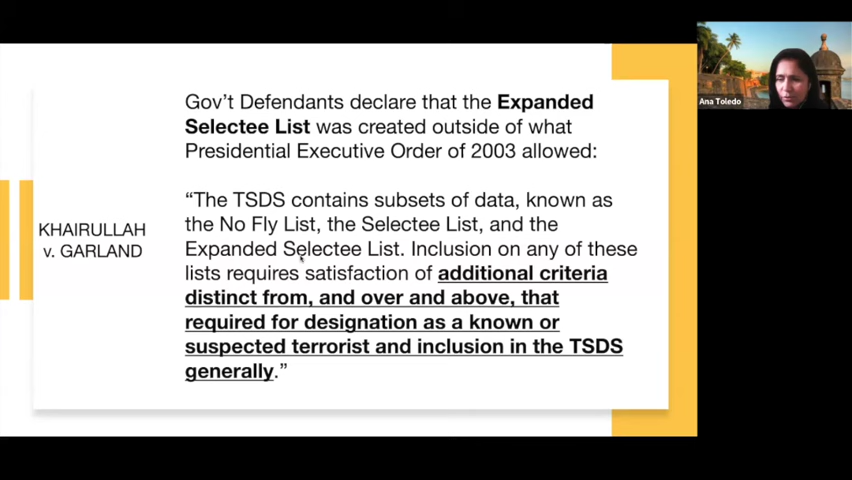 Gov't Defendants declare that the Expanded
Selectee List was created outside of what
Presidential Executive Order of 2003 allowed:
"The TSDS contains subsets of data, known as
the No Fly List, the Selectee List, and the
Expanded Selectee List. Inclusion on any of these
lists requires satisfaction of additional criteria
distinct from, and over and above, that
required for designation as a known or
suspected terrorist and inclusion in the TSDS
generally."
KHAIRULLAH
v. GARLAND
Ana Toledo